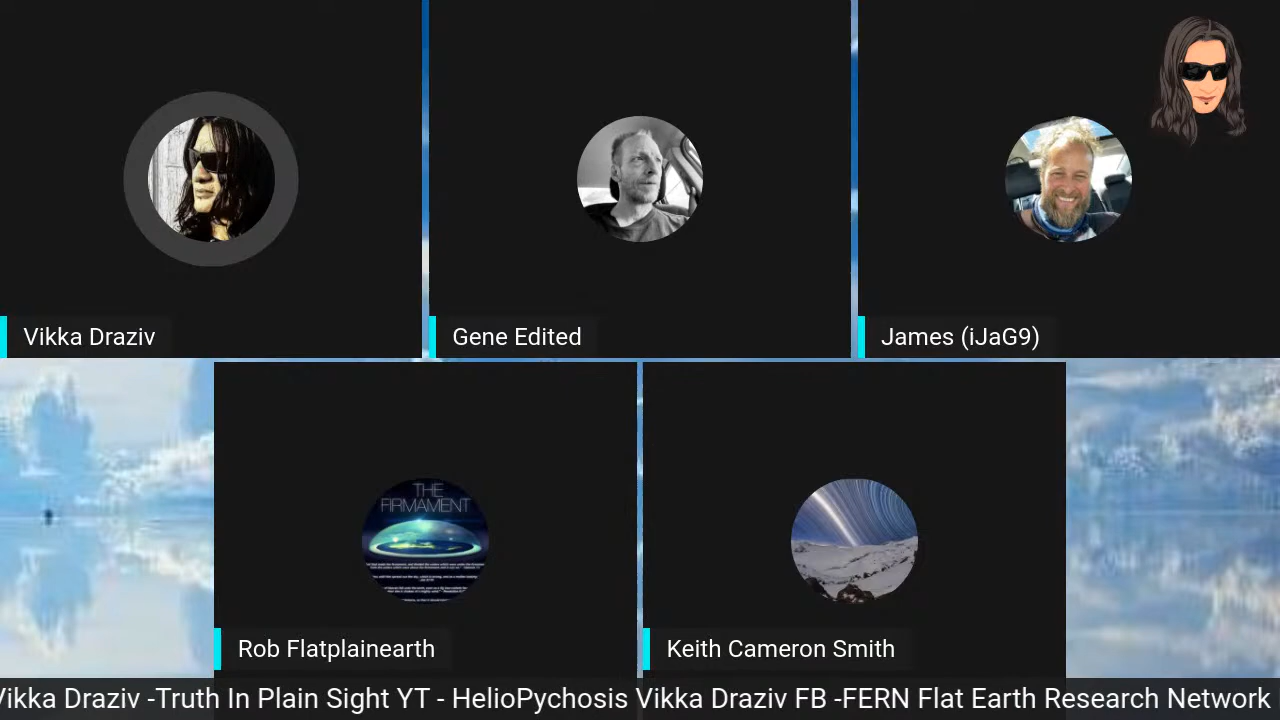 Vikka Draziv
Gene Edited
James (iJaG9)
THE
FIRMAMENT
Rob Flatplainearth
Keith Cameron Smith
Vikka Draziv -Truth In Plain Sight YT - HelioPychosis Vikka Draziv FB -FERN Flat Earth Research Network